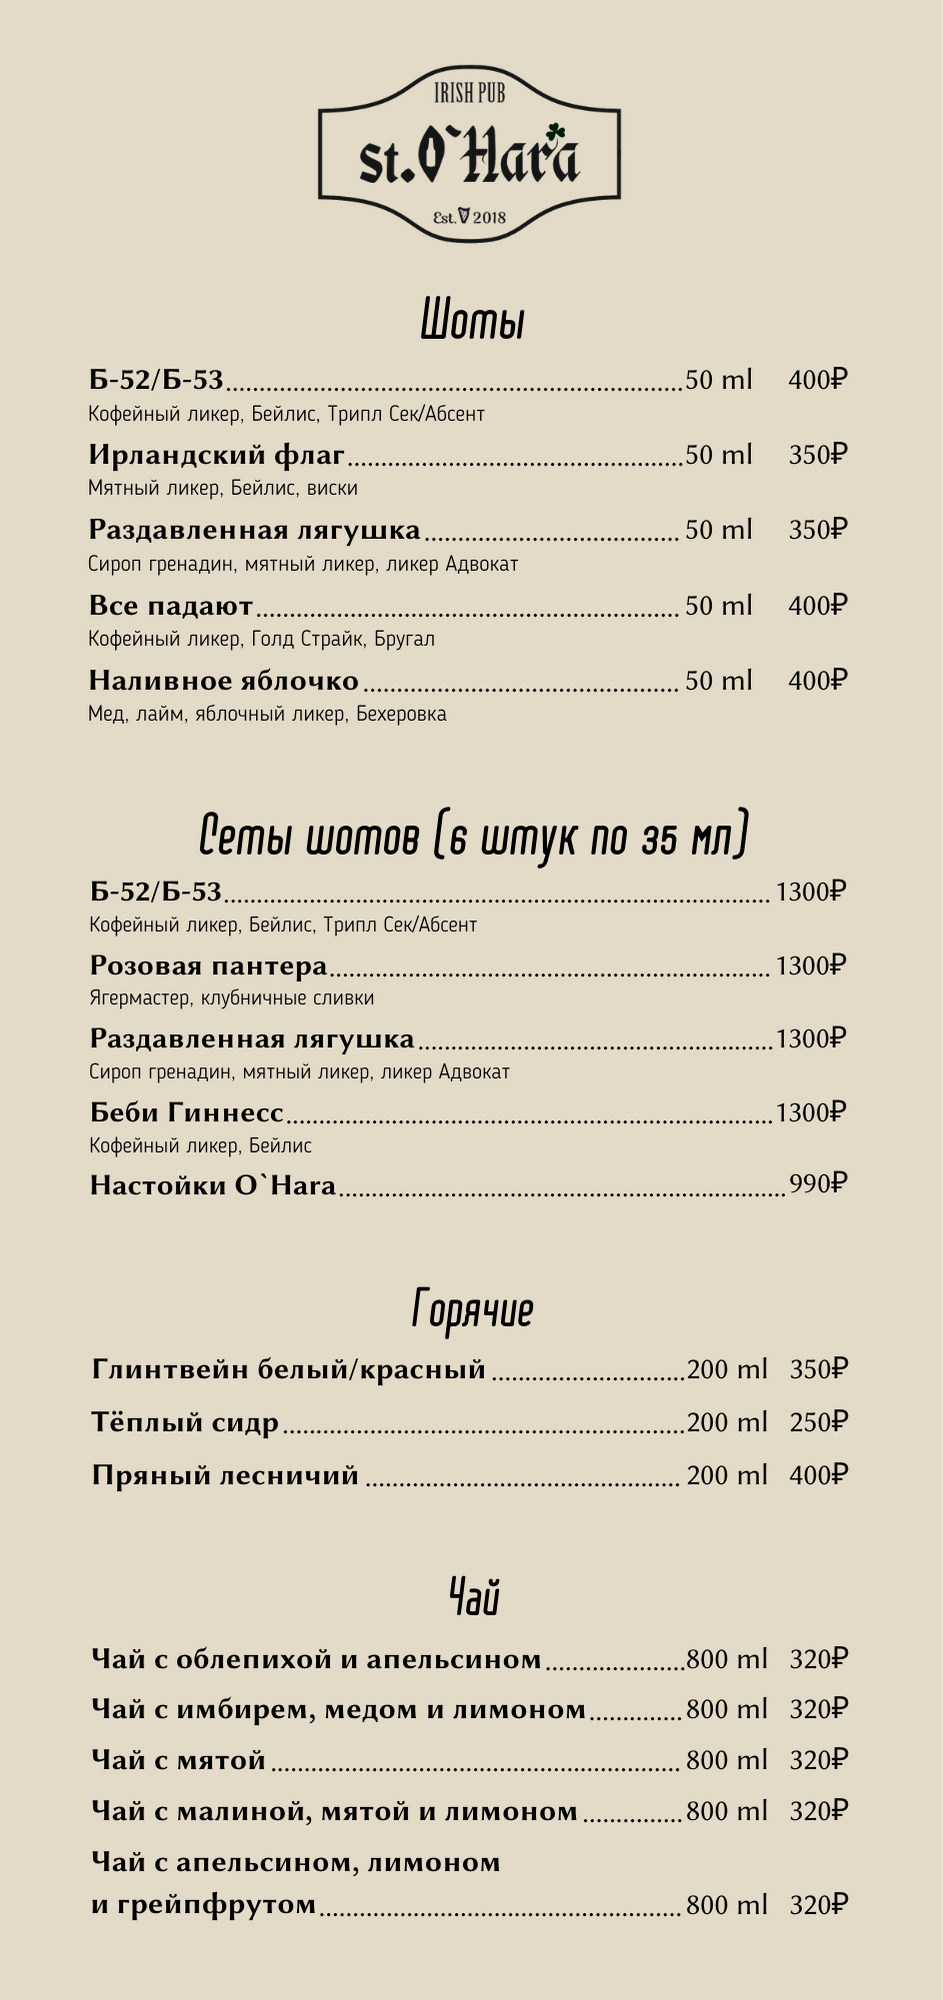 IRISH PUB
st.O`Hara
Est. 2018
Шоты
Б-52/Б-53 50 ml 400₽
Кофейный ликер, Бейлис, Трипл Сек/Абсент
Ирландский флаг 50 ml 350₽
Мятный ликер, Бейлис, виски
Раздавленная лягушка 50 ml 350₽
Сироп гренадин, мятный ликер, ликер Адвокат
Все падают 50 ml 400₽
Кофейный ликер, Голд Страйк, Бругал
Наливное яблочко 50 ml 400₽
Мед, лайм, яблочный ликер, Бехеровка
Сеты шотов (6 штук по 35 мл)
Б-52/Б-53 1300₽
Кофейный ликер, Бейлис, Трипл Сек/Абсент
Розовая пантера 1300₽
Ягермастер, клубничные сливки
Раздавленная лягушка 1300₽
Сироп гренадин, мятный ликер, ликер Адвокат
Беби Гиннесс 1300₽
Кофейный ликер, Бейлис
Настойки O`Hara 990₽
Горячие
Глинтвейн белый/красный 200 ml 350₽
Тёплый сидр 200 ml 250₽
Пряный лесничий 200 ml 400₽
Чай
Чай с облепихой и апельсином 800 ml 320₽
Чай с имбирем, медом и лимоном 800 ml 320₽
Чай с мятой 800 ml 320₽
Чай с малиной, мятой и лимоном 800 ml 320₽
Чай с апельсином, лимоном
и грейпфрутом 800 ml 320₽